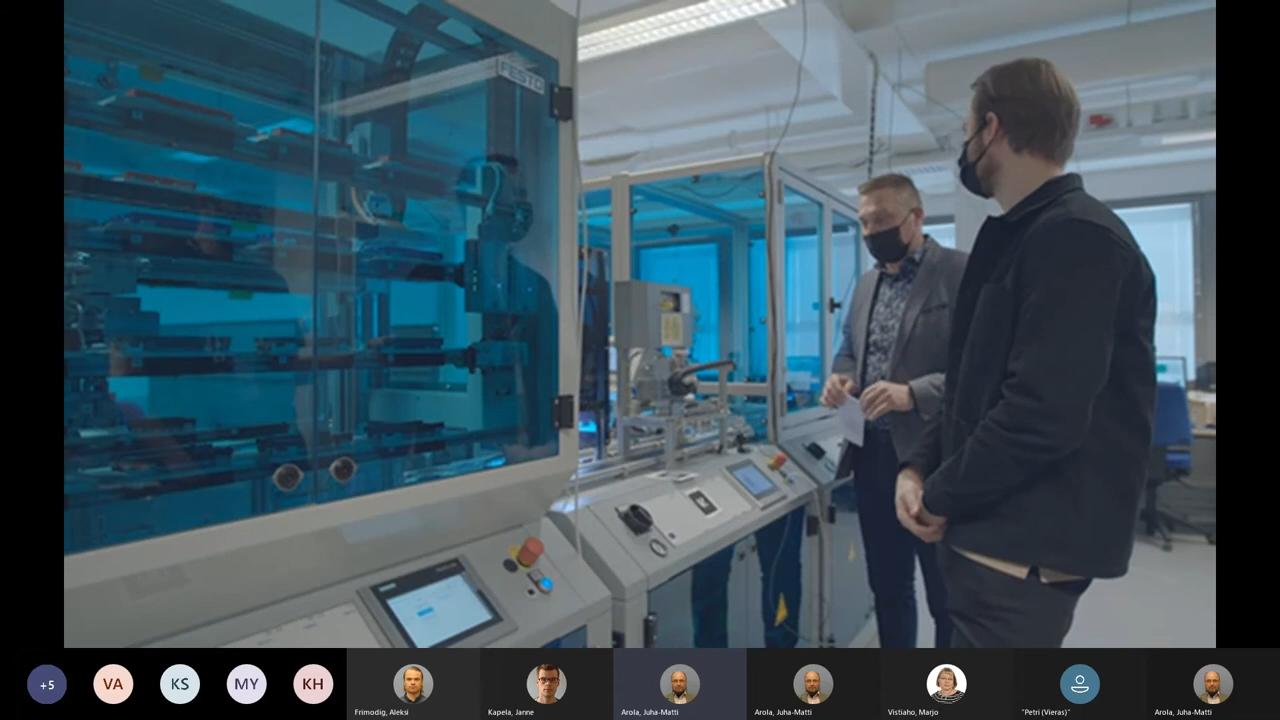 FESTO
+5
VA
KS
MY
KH
Frimodig, Aleksi
Kapela, Janne
Arola, Juha-Matti
Arola, Juha-Matti
Vistiaho, Marjo
"Petri (Vieras)"
Arola, Juha-Matti